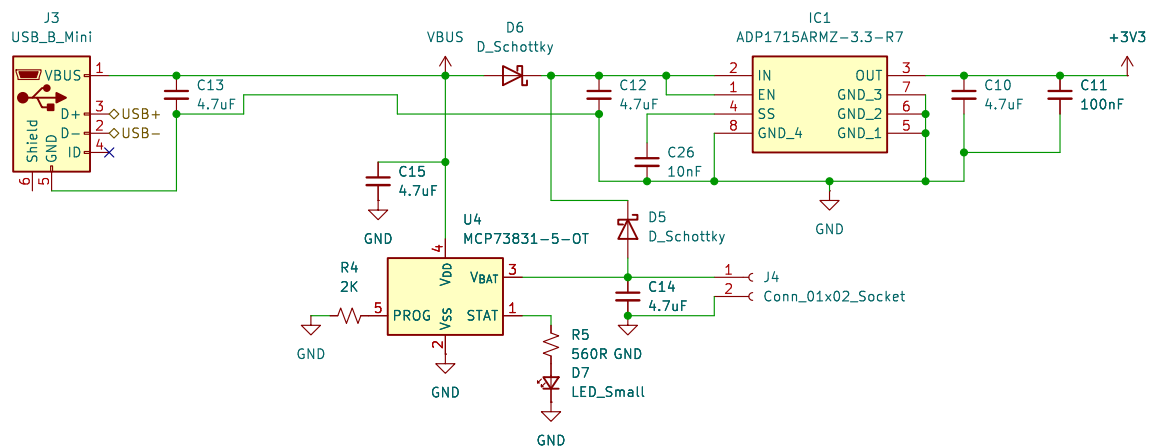 J3
USB_B_Mini
VBUS 1
D+ 3 USB+
D- 2 USB-
ID 4
Shield
GND
6
5
C13
4.7uF
VBUS
D6
D_Schottky
C12
4.7uF
IC1
ADP1715ARMZ-3.3-R7
2 IN
1 EN
4 SS
8 GND_4
OUT 3
GND_3 7
GND_2 6
GND_1 5
C26
10nF
C10
4.7uF
C11
100nF
+3V3
GND
C15
4.7uF
GND
D5
D_Schottky
U4
MCP73831-5-OT
4
VDD
VBAT 3
5 PROG
STAT 1
VSS
2
GND
R4
2K
GND
1 J4
2 Conn_01x02_Socket
C14
4.7uF
GND
R5
560R
D7
LED_Small
GND